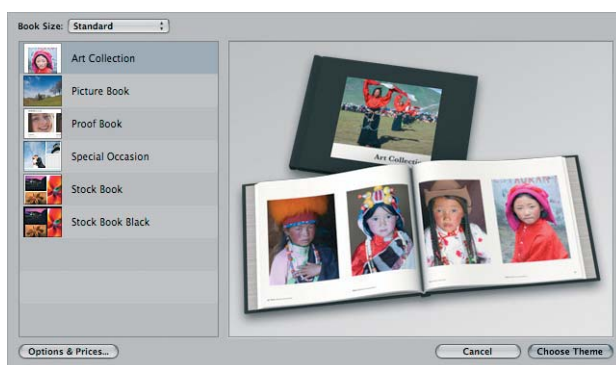 Book Size: Standard
Art Collection
Picture Book
Proof Book
Special Occasion
Stock Book
Stock Book Black
Art Collection
Options & Prices...
Cancel
Choose Theme